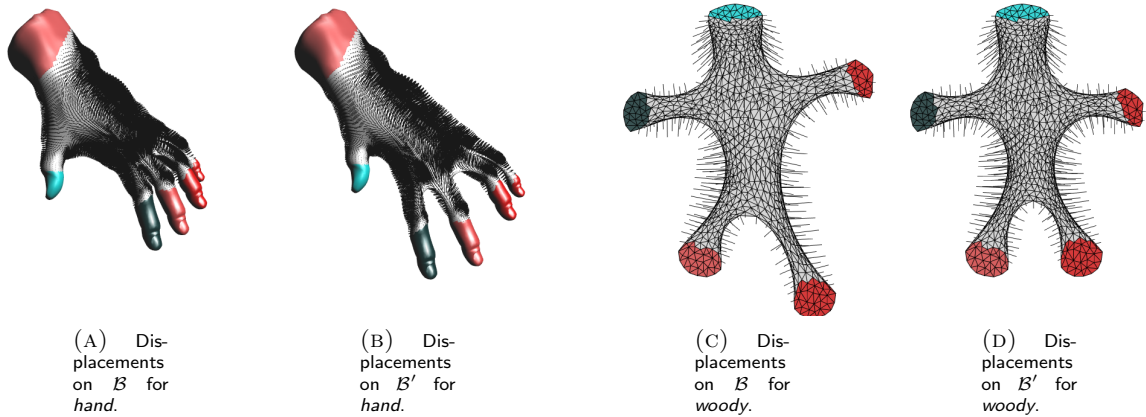 (A) Dis-
placements
on ℬ for
hand.
(B) Dis-
placements
on ℬ′ for
hand.
(C) Dis-
placements
on ℬ for
woody.
(D) Dis-
placements
on ℬ′ for
woody.